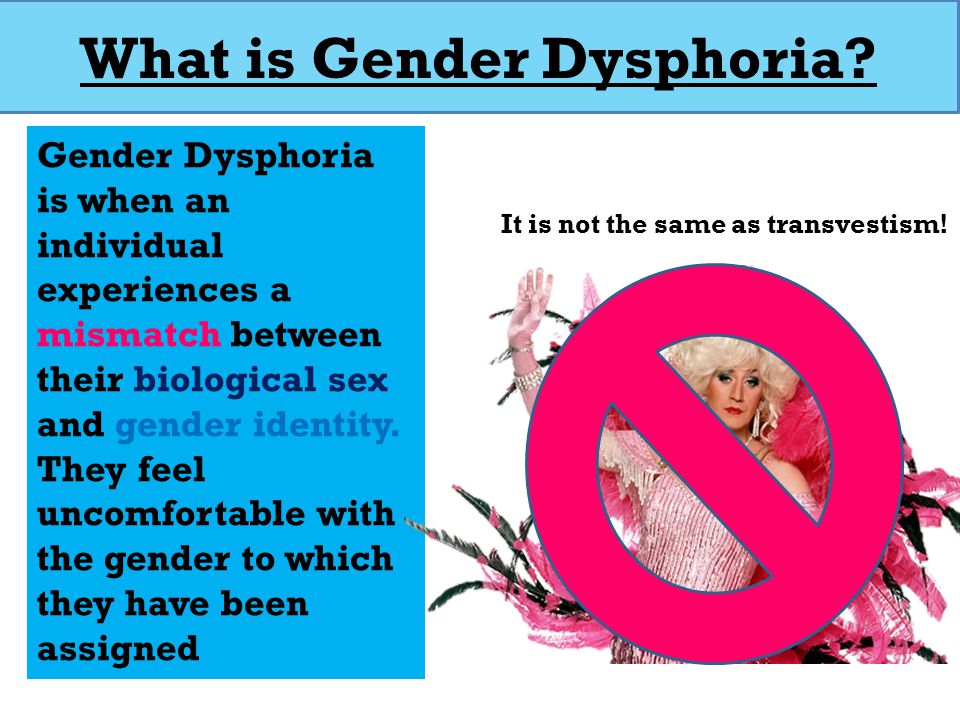 What is Gender Dysphoria?
Gender Dysphoria
is when an
individual
experiences a
mismatch between
their biological sex
and gender identity.
They feel
uncomfortable with
the gender to which
they have been
assigned
It is not the same as transvestism!